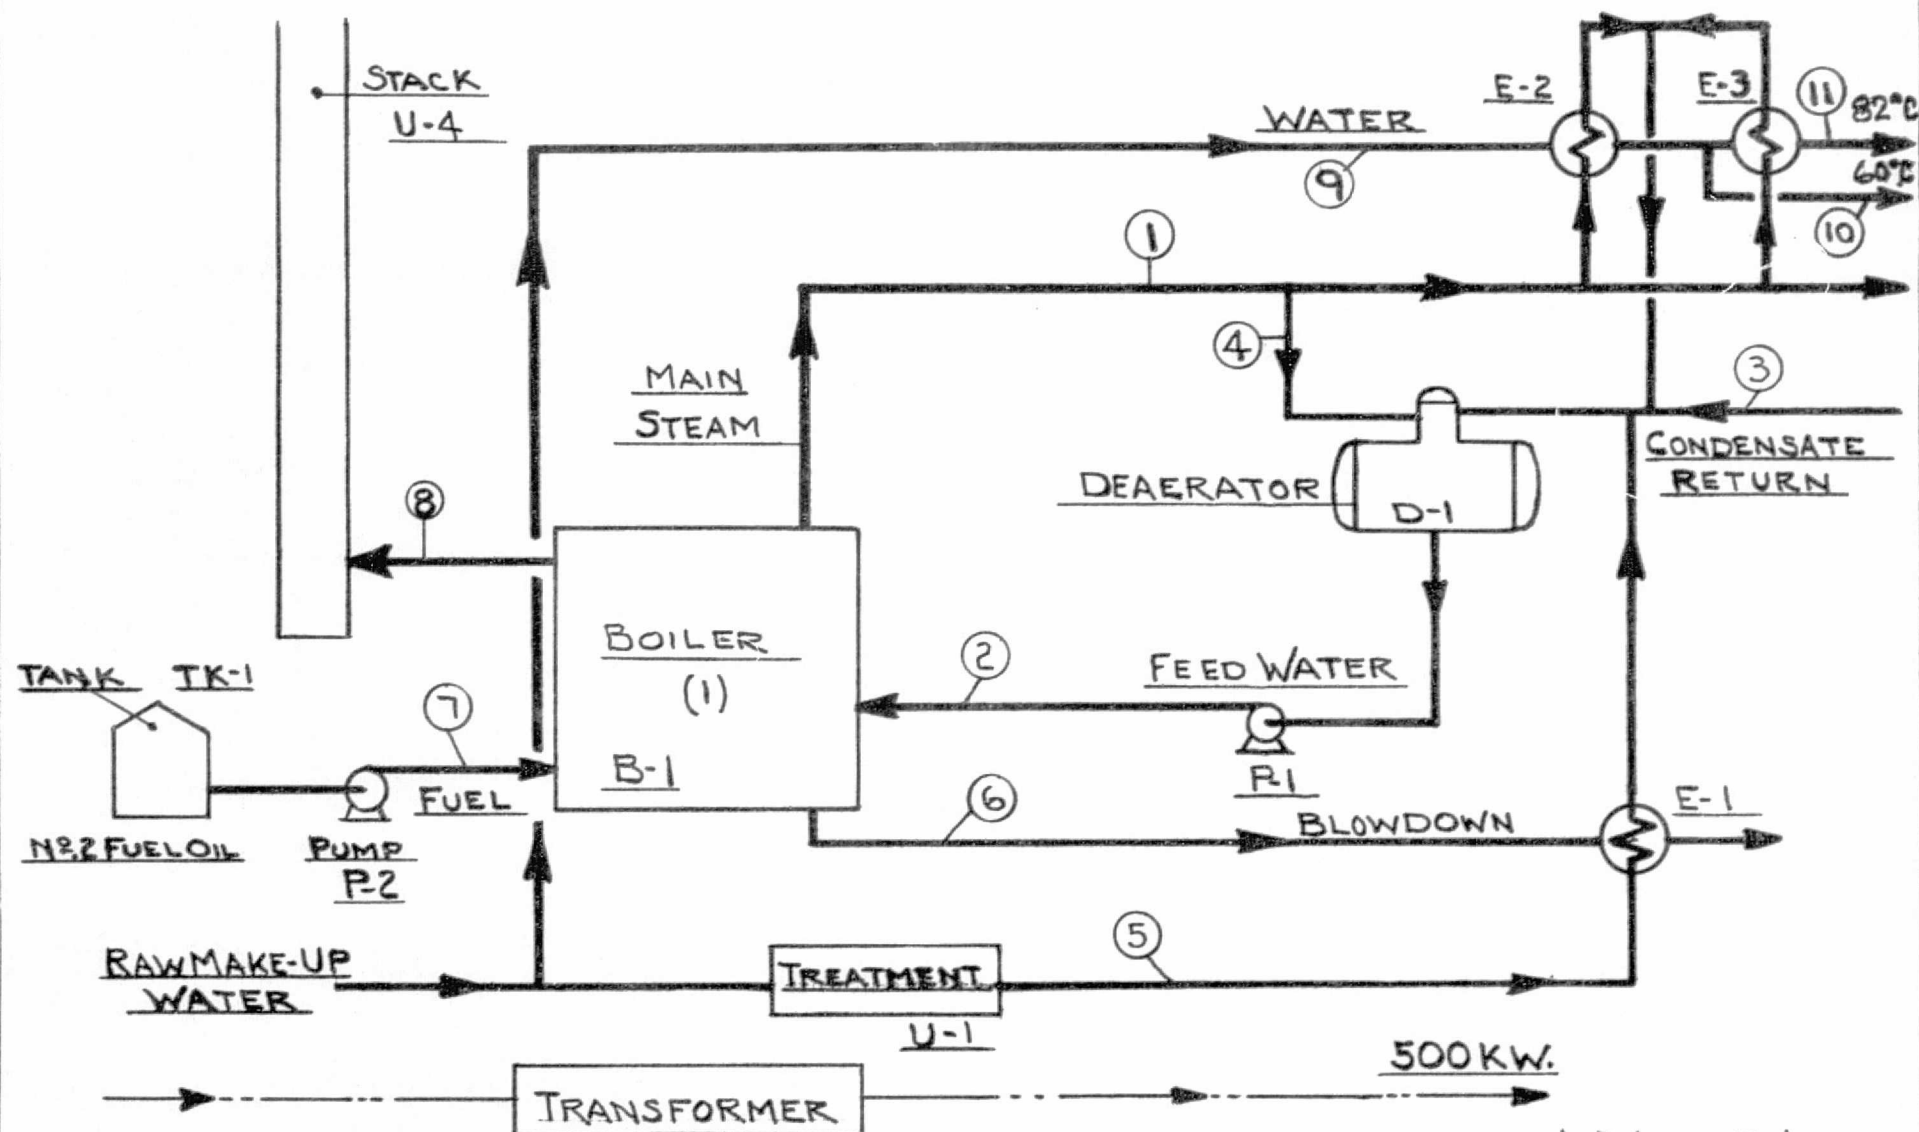 STACK
U-4
WATER
E-2
E-3
11
82°C
9
60°C
10
1
4
MAIN
STEAM
3
CONDENSATE
RETURN
DEAERATOR
D-1
8
BOILER
(1)
B-1
2
FEED WATER
P-1
TANK TK-1
7
FUEL
No.2 FUEL OIL
PUMP
P-2
6
BLOWDOWN
E-1
RAW MAKE-UP
WATER
TREATMENT
U-1
5
500 KW.
TRANSFORMER